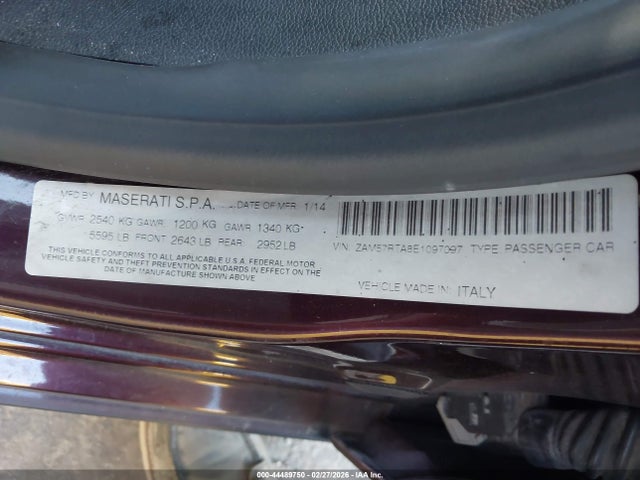 MFD BY MASERATI S.P.A. DATE OF MFR 1/14
GVWR 2540 KG GAWR 1200 KG GAWR 1340 KG
5595 LB FRONT 2643 LB REAR 2952 LB
THIS VEHICLE CONFORMS TO ALL APPLICABLE U.S.A. FEDERAL MOTOR
VEHICLE SAFETY AND THEFT PREVENTION STANDARDS IN EFFECT ON THE
DATE OF MANUFACTURE SHOWN ABOVE
VIN: ZAM57RTA8E1097097 TYPE: PASSENGER CAR
VEHICLE MADE IN: ITALY
000-44489750 - 02/27/2026 - IAAI.COM